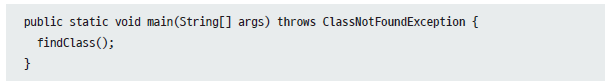 public static void main(String[] args) throws ClassNotFoundException {
  findClass();
}